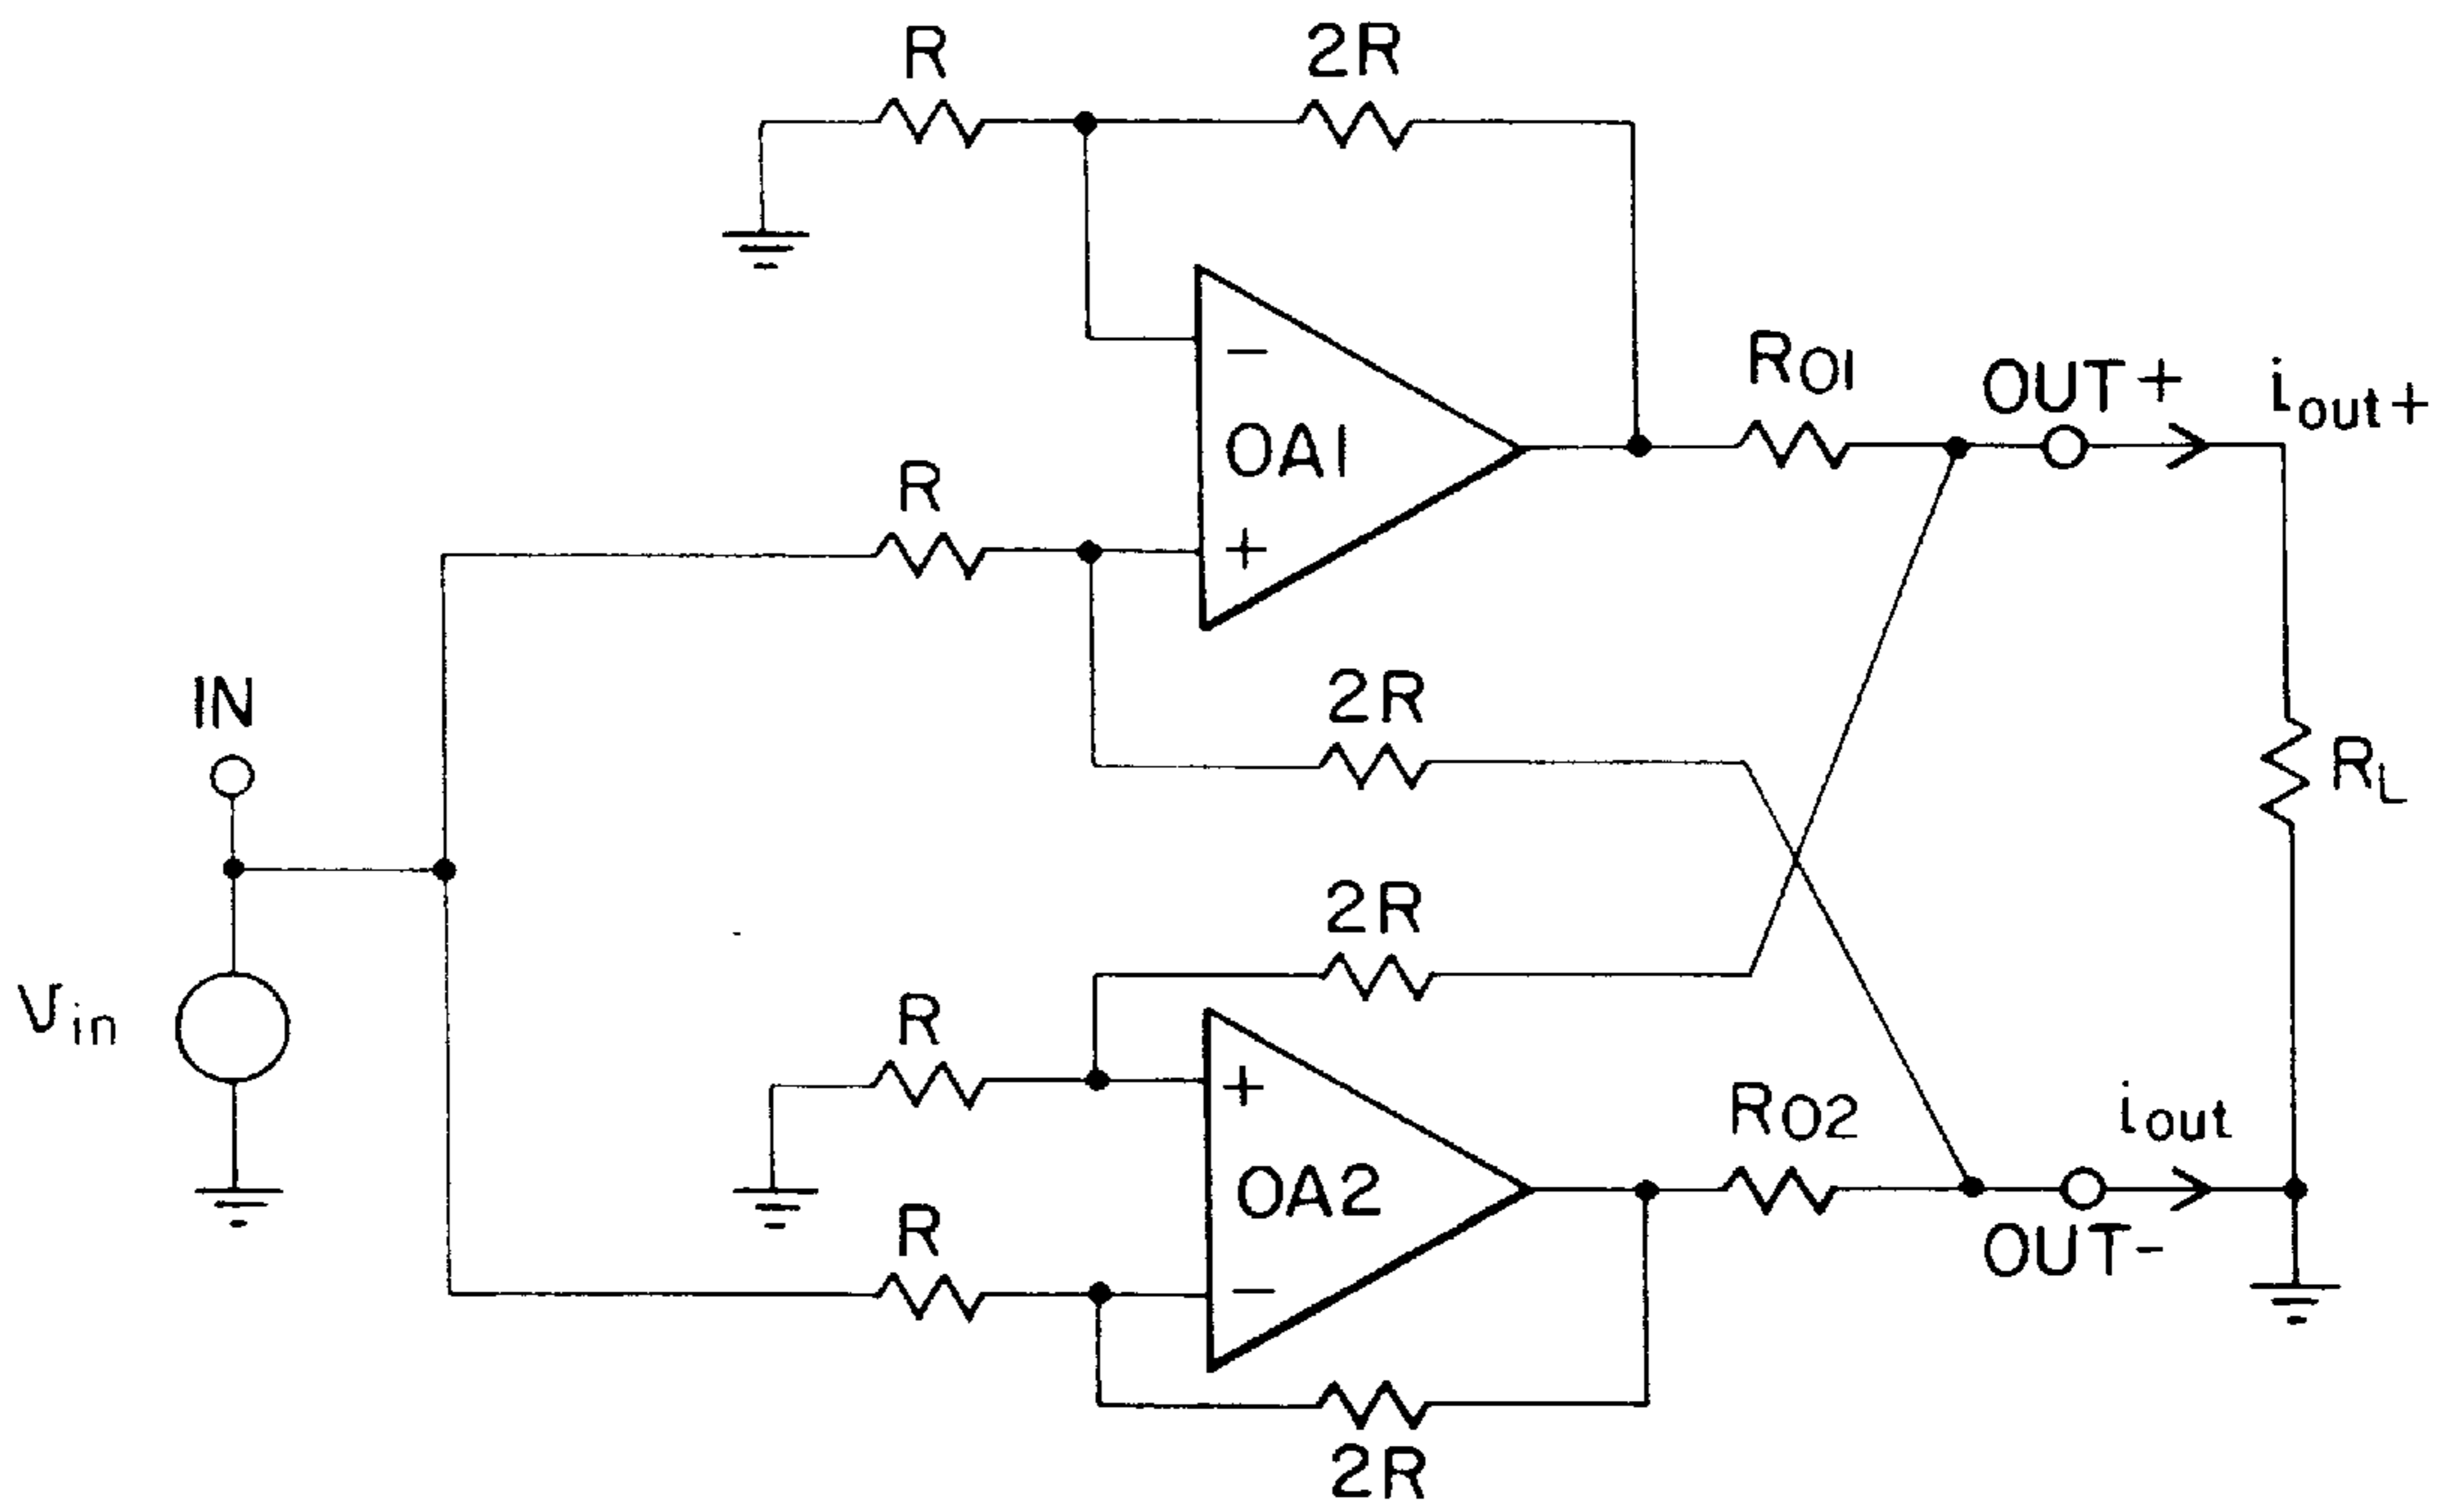 R
2R
OA1
−
+
RO1
OUT+
iout+
R
2R
RL
IN
Vin
2R
R
+
OA2
−
RO2
iout
OUT-
R
2R